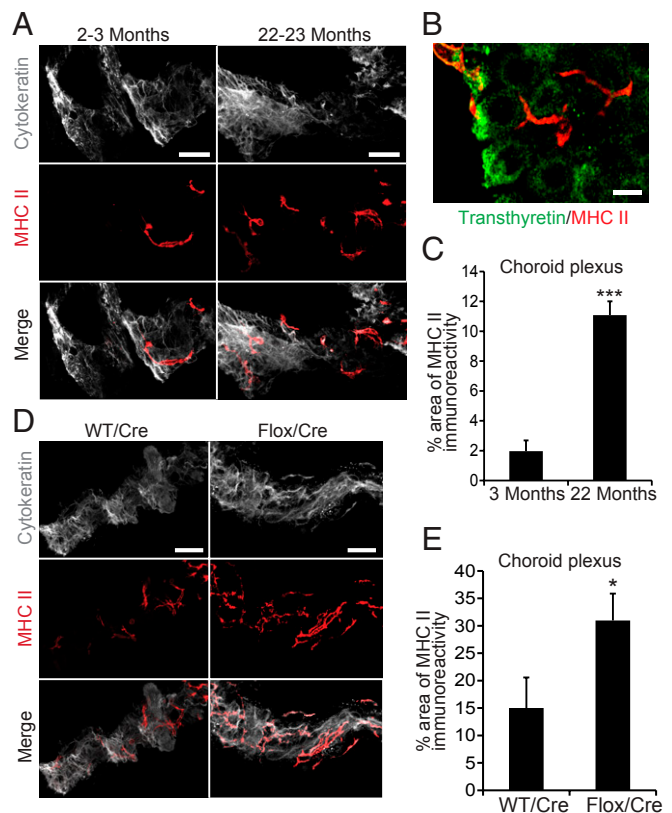 A
2-3 Months
22-23 Months
Cytokeratin
MHC II
Merge
B
Transthyretin/MHC II
C
Choroid plexus
% area of MHC II
immunoreactivity
14
12
10
8
6
4
2
0
***
3 Months
22 Months
D
WT/Cre
Flox/Cre
Cytokeratin
MHC II
Merge
E
Choroid plexus
% area of MHC II
immunoreactivity
40
35
30
25
20
15
10
5
0
*
WT/Cre
Flox/Cre